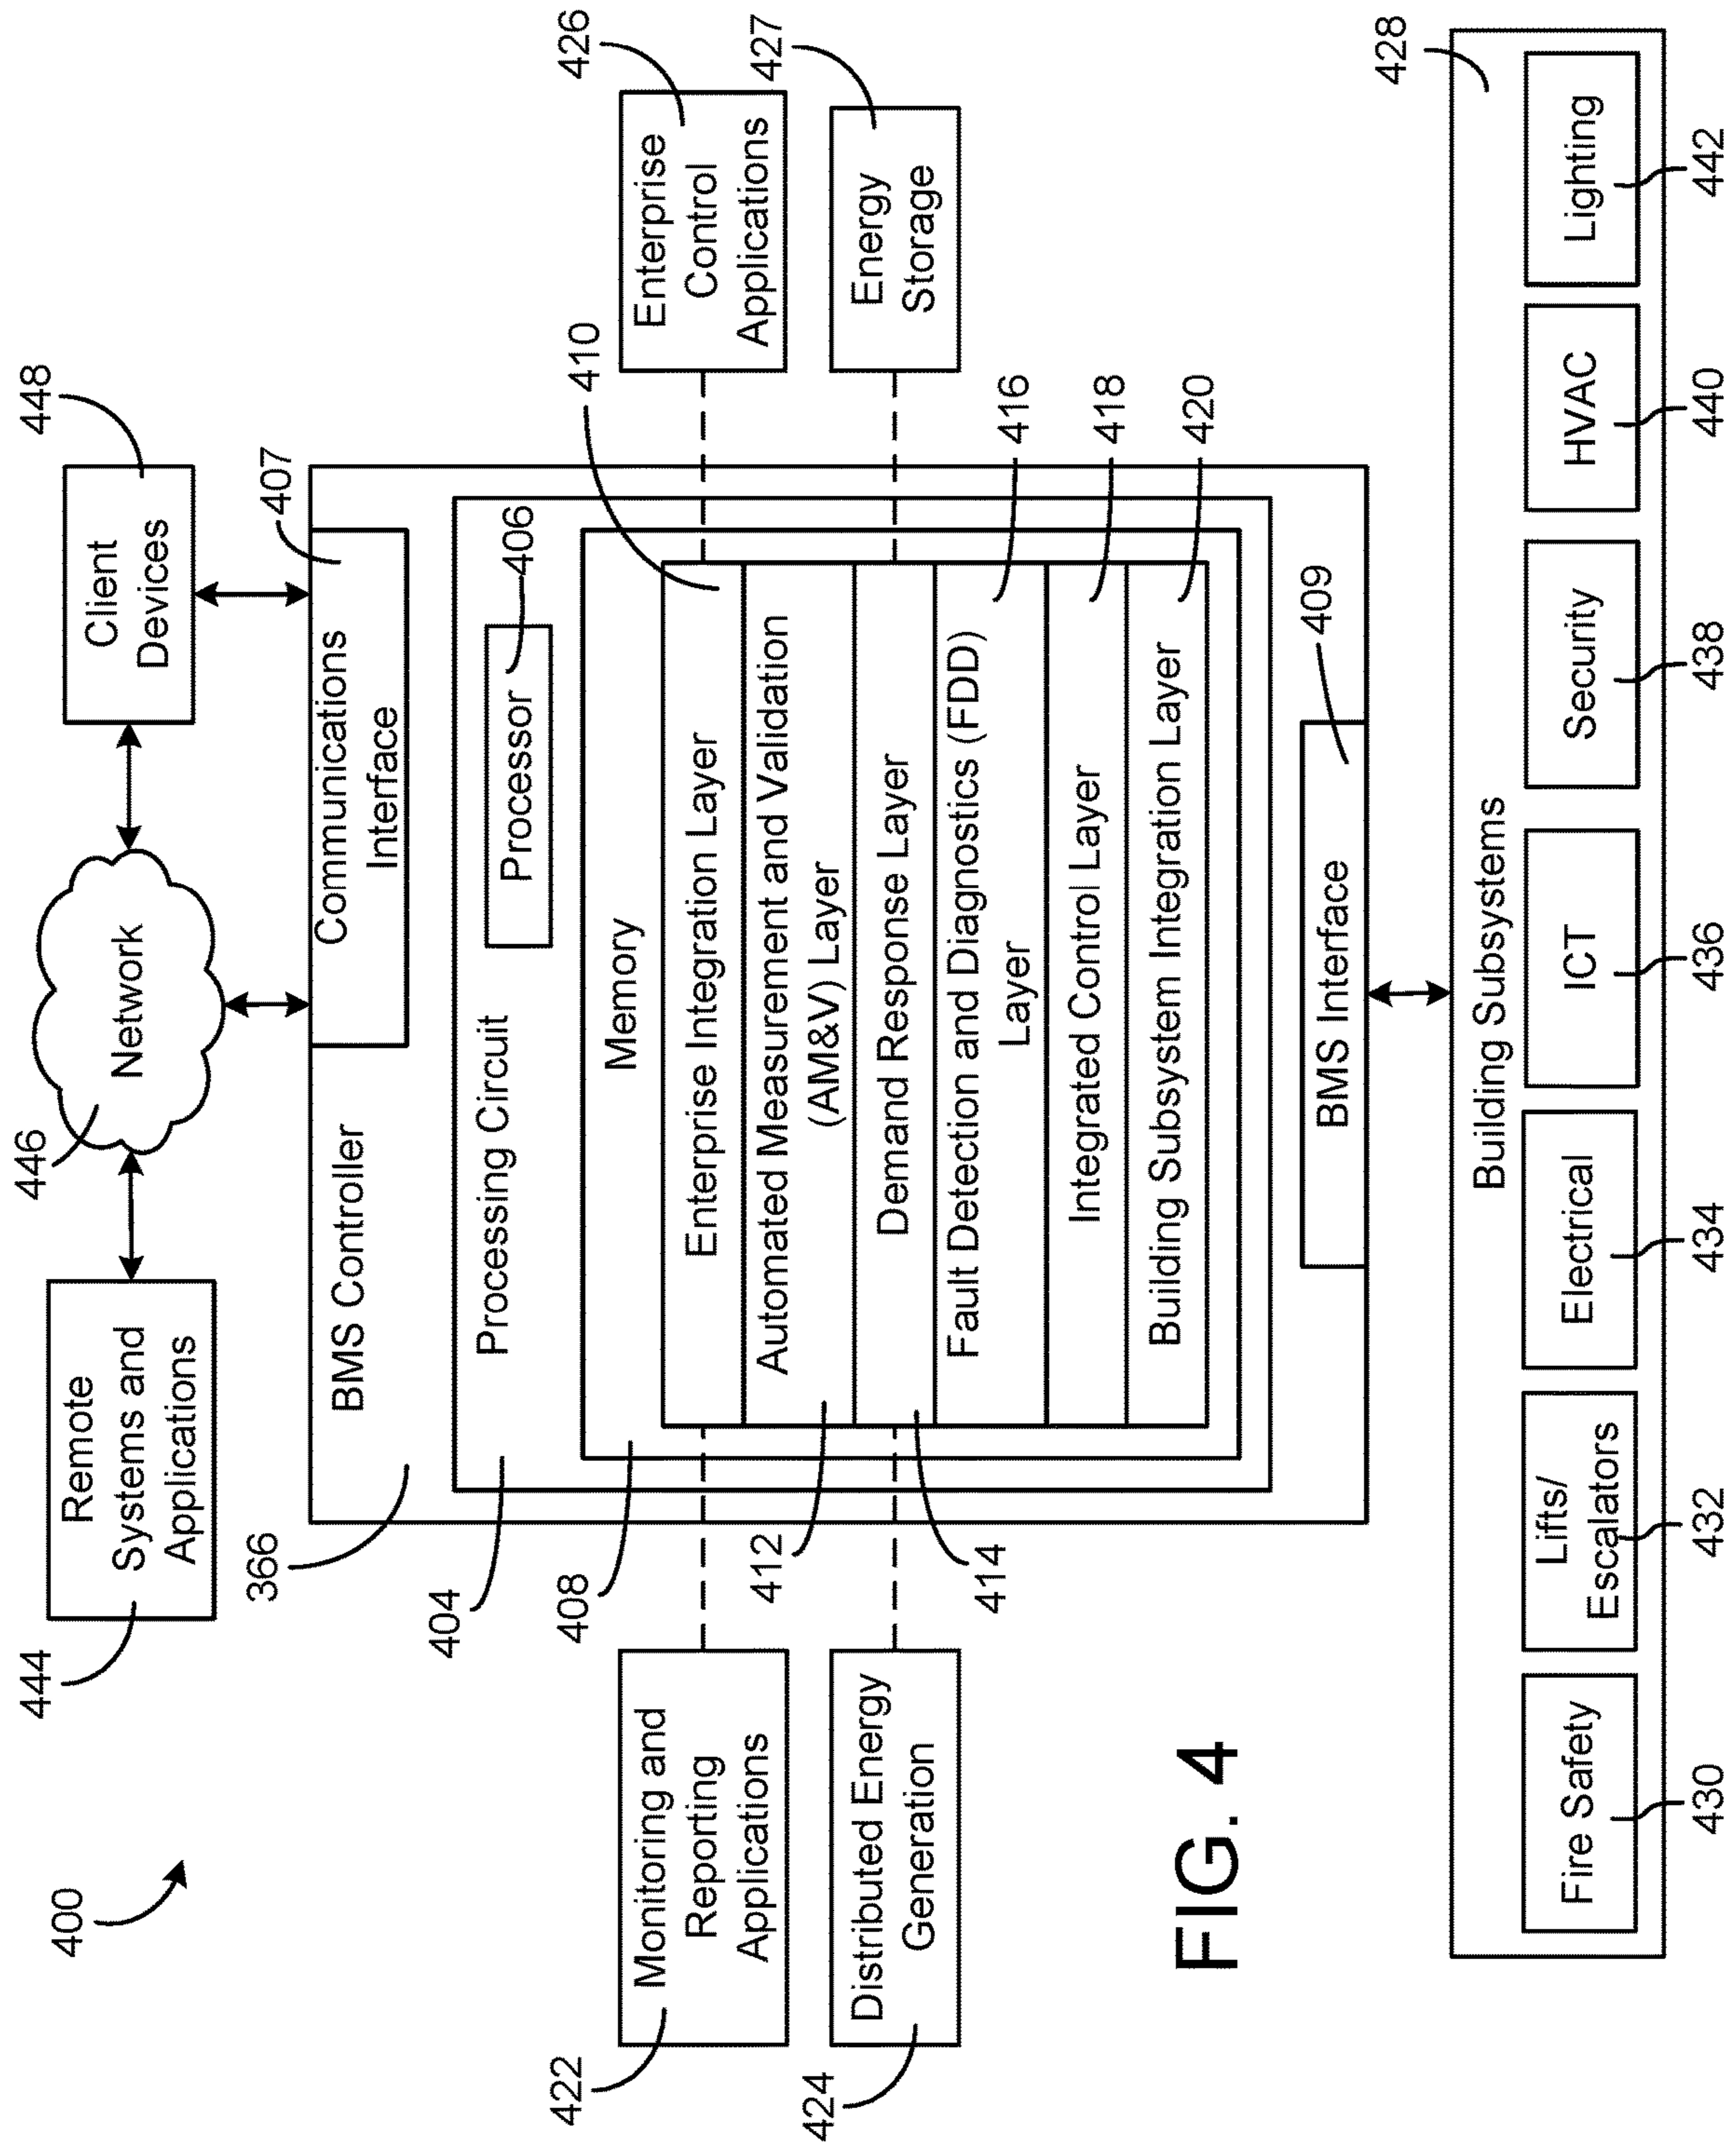 400
444
Remote
Systems and
Applications
446
Network
448
Client
Devices
366
BMS Controller
407
Communications
Interface
404
Processing Circuit
Processor
406
408
Memory
410
Enterprise Integration Layer
Automated Measurement and Validation
(AM&V) Layer
412
Demand Response Layer
414
Fault Detection and Diagnostics (FDD)
Layer
416
Integrated Control Layer
418
Building Subsystem Integration Layer
420
422
Monitoring and
Reporting
Applications
424
Distributed Energy
Generation
426
Enterprise
Control
Applications
427
Energy
Storage
BMS Interface
409
FIG. 4
428
Building Subsystems
Fire Safety
Lifts/
Escalators
Electrical
ICT
Security
HVAC
Lighting
430
432
434
436
438
440
442